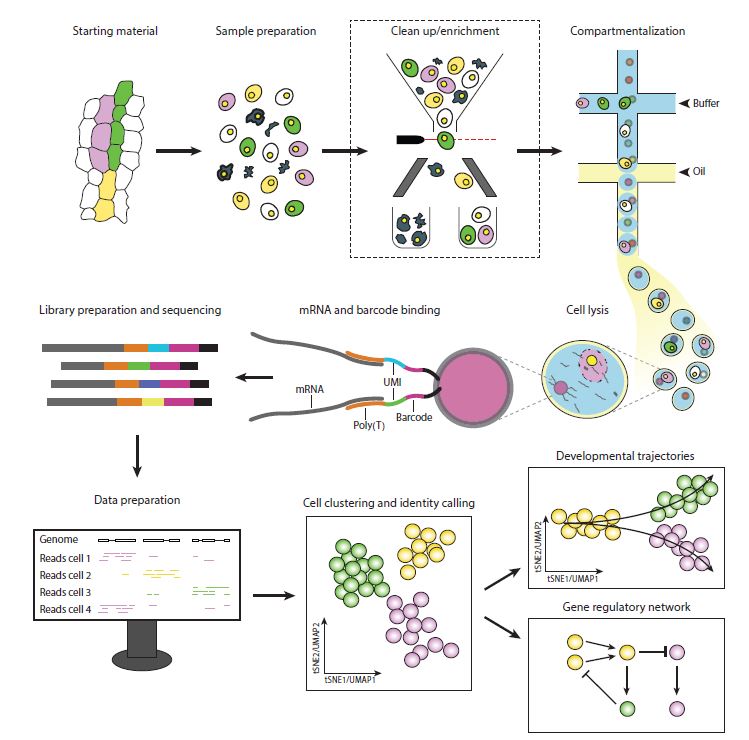 Starting material
Sample preparation
Clean up/enrichment
Compartmentalization
Buffer
Oil
Library preparation and sequencing
mRNA and barcode binding
Cell lysis
mRNA
UMI
Poly(T)
Barcode
Data preparation
Genome
Reads cell 1
Reads cell 2
Reads cell 3
Reads cell 4
Cell clustering and identity calling
tSNE2/UMAP2
tSNE1/UMAP1
Developmental trajectories
tSNE2/UMAP2
tSNE1/UMAP1
Gene regulatory network